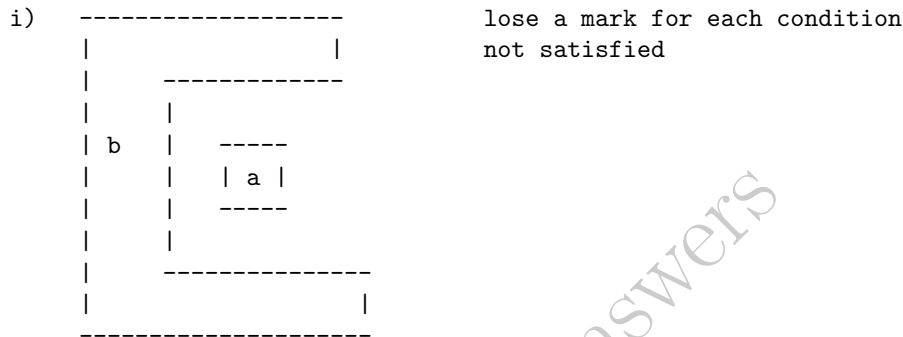 i)   -------------------          lose a mark for each condition
     |                 |          not satisfied
     |     ------------
     |     |
     | b   |   -----
     |     |   | a |
     |     |   -----
     |     |
     |     ---------------
     |                   |
     ---------------------